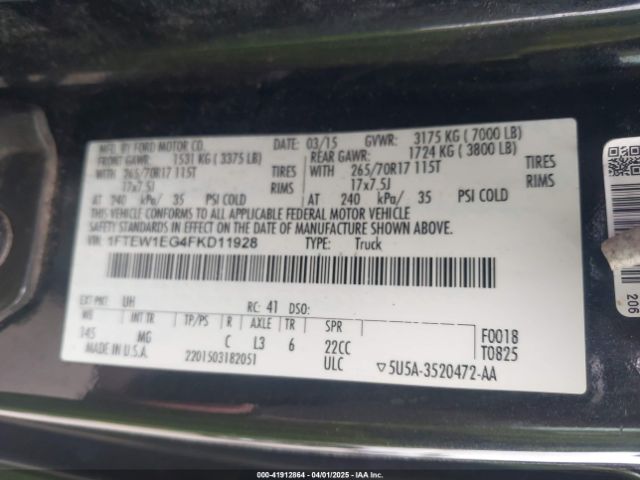 MFD. BY FORD MOTOR CO. DATE: 03/15 GVWR: 3175 KG ( 7000 LB)
FRONT GAWR: 1531 KG ( 3375 LB) REAR GAWR: 1724 KG ( 3800 LB)
WITH 265/70R17 115T TIRES WITH 265/70R17 115T TIRES
17x7.5J RIMS 17x7.5J RIMS
AT 240 kPa/ 35 PSI COLD AT 240 kPa/ 35 PSI COLD
THIS VEHICLE CONFORMS TO ALL APPLICABLE FEDERAL MOTOR VEHICLE
SAFETY STANDARDS IN EFFECT ON THE DATE OF MANUFACTURE SHOWN ABOVE.
VIN: 1FTEW1EG4FKD11928 TYPE: Truck
EXT PNT: UH RC: 41 DSO:
WB INT TR TP/PS R AXLE TR SPR
145 MG C L3 6 22CC
F0018
T0825
MADE IN U.S.A. 2201503182051 ULC ▽5U5A-3520472-AA
206
000-41912864 | 04/01/2025 - IAA Inc.